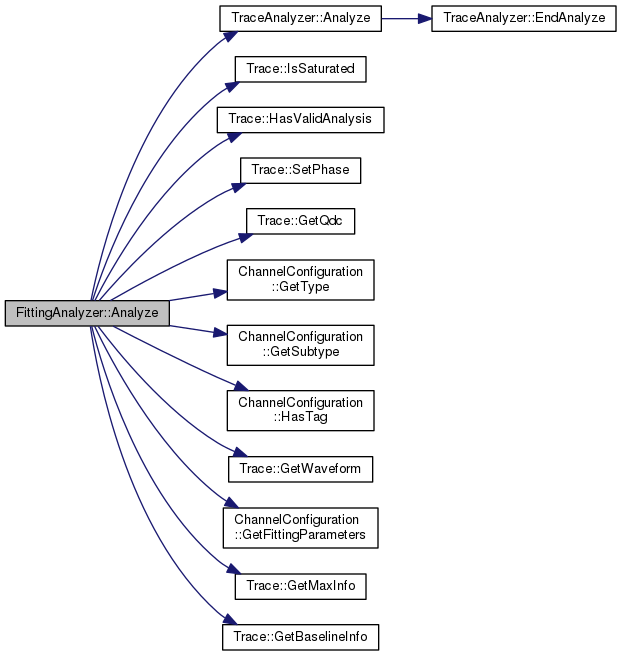 TraceAnalyzer::Analyze
TraceAnalyzer::EndAnalyze
Trace::IsSaturated
Trace::HasValidAnalysis
Trace::SetPhase
Trace::GetQdc
ChannelConfiguration
::GetType
FittingAnalyzer::Analyze
ChannelConfiguration
::GetSubtype
ChannelConfiguration
::HasTag
Trace::GetWaveform
ChannelConfiguration
::GetFittingParameters
Trace::GetMaxInfo
Trace::GetBaselineInfo